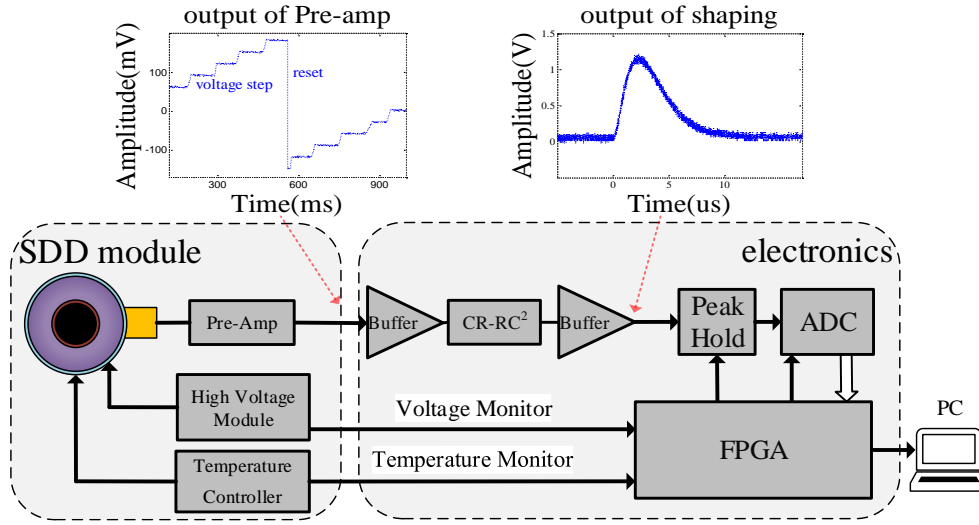 output of Pre-amp
output of shaping
Amplitude(mV)
100
0
-100
voltage step
reset
300
600
900
Time(ms)
Amplitude(V)
1.5
1
0.5
0
0
5
10
Time(us)
SDD module
electronics
Pre-Amp
Buffer
CR-RC²
Buffer
Peak
Hold
ADC
High Voltage
Module
Voltage Monitor
FPGA
PC
Temperature
Controller
Temperature Monitor